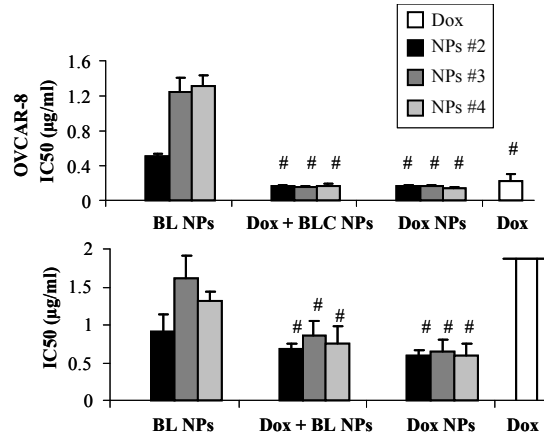 Dox
NPs #2
NPs #3
NPs #4
OVCAR-8
IC50 (µg/ml)
1.6
1.2
0.8
0.4
0
# # # # # # #
BL NPs Dox + BLC NPs Dox NPs Dox
IC50 (µg/ml)
2
1.5
1
0.5
0
# # # # # #
BL NPs Dox + BL NPs Dox NPs Dox